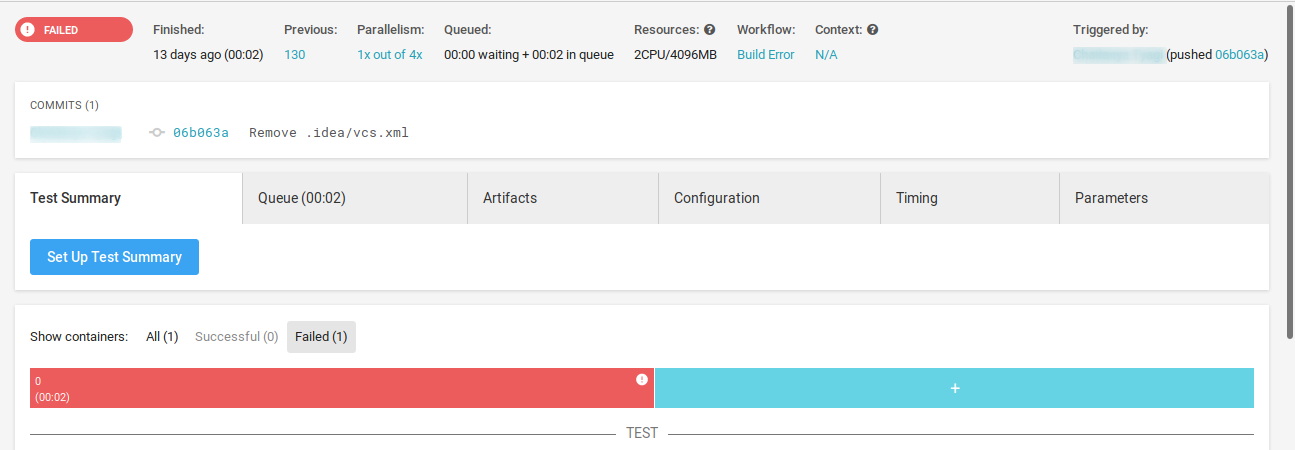 FAILED
Finished: Previous: Parallelism: Queued: Resources: Workflow: Context: Triggered by:
13 days ago (00:02) 130 1x out of 4x 00:00 waiting + 00:02 in queue 2CPU/4096MB Build Error N/A (pushed 06b063a)
COMMITS (1)
06b063a Remove .idea/vcs.xml
Test Summary Queue (00:02) Artifacts Configuration Timing Parameters
Set Up Test Summary
Show containers: All (1) Successful (0) Failed (1)
0
(00:02)
+
TEST